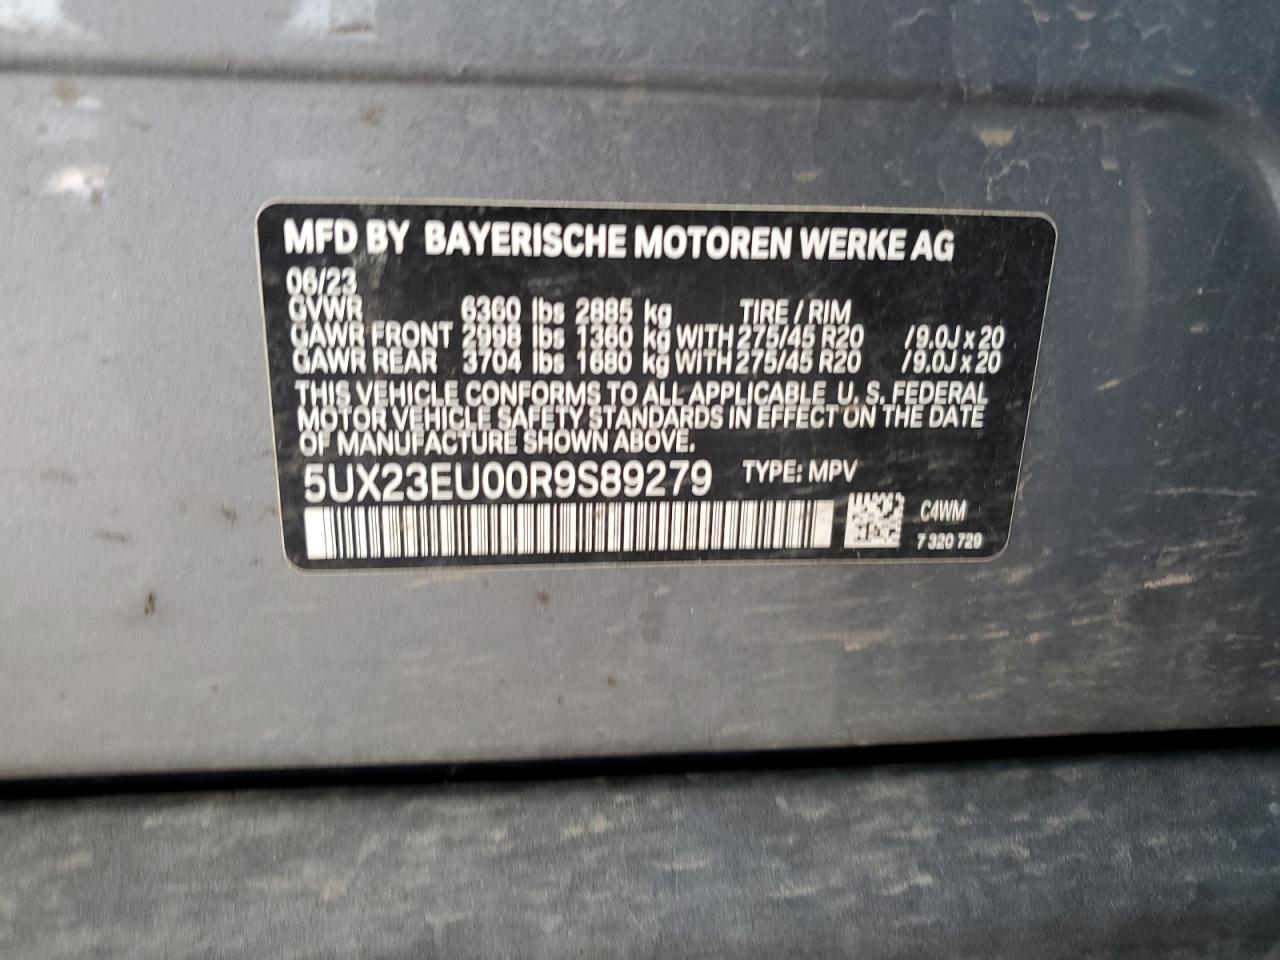 MFD BY BAYERISCHE MOTOREN WERKE AG
06/23
GVWR 6360 lbs 2885 kg TIRE / RIM
GAWR FRONT 2998 lbs 1360 kg WITH 275/45 R20 / 9.0J x 20
GAWR REAR 3704 lbs 1680 kg WITH 275/45 R20 / 9.0J x 20
THIS VEHICLE CONFORMS TO ALL APPLICABLE U. S. FEDERAL
MOTOR VEHICLE SAFETY STANDARDS IN EFFECT ON THE DATE
OF MANUFACTURE SHOWN ABOVE.
5UX23EU00R9S89279 TYPE: MPV
C4WM
7 320 729